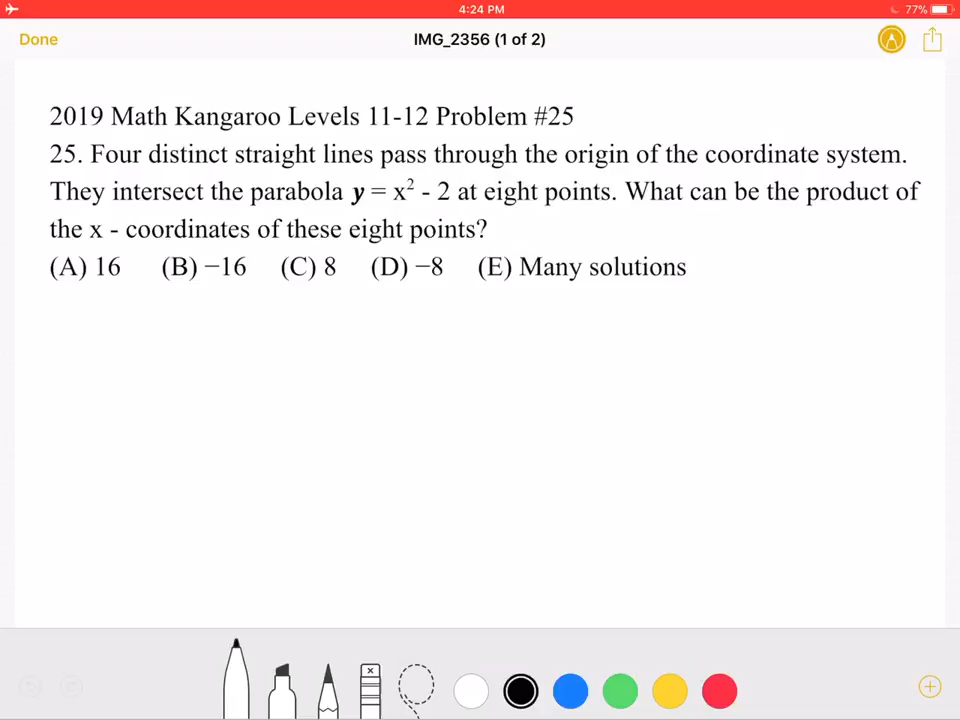 4:24 PM
77%
Done
IMG_2356 (1 of 2)
2019 Math Kangaroo Levels 11-12 Problem #25
25. Four distinct straight lines pass through the origin of the coordinate system.
They intersect the parabola y = x² - 2 at eight points. What can be the product of
the x - coordinates of these eight points?
(A) 16 (B) −16 (C) 8 (D) −8 (E) Many solutions